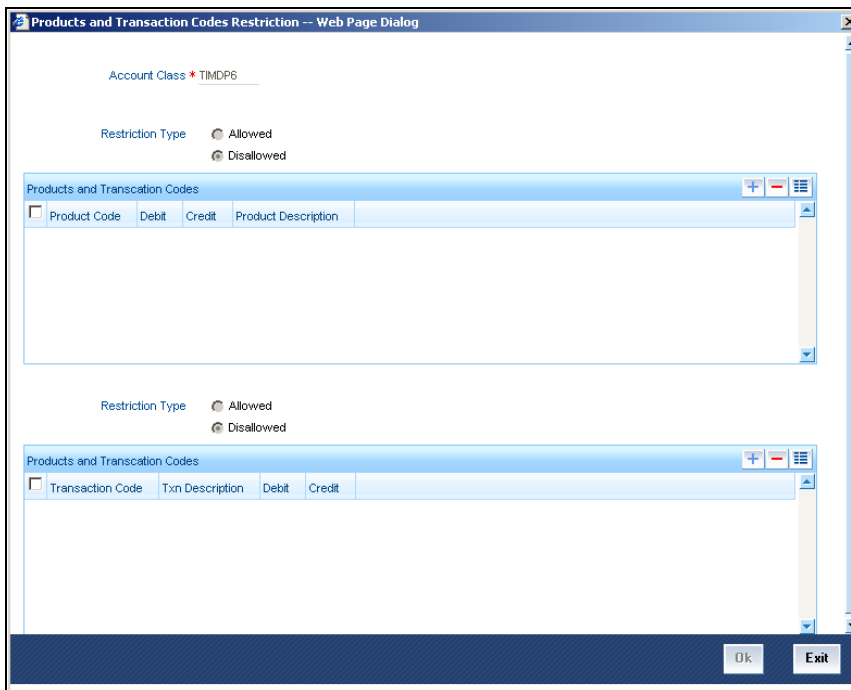 Products and Transaction Codes Restriction -- Web Page Dialog
Account Class * TIMDP6
Restriction Type Allowed
Disallowed
Products and Transcation Codes
Product Code Debit Credit Product Description
Restriction Type Allowed
Disallowed
Products and Transcation Codes
Transaction Code Txn Description Debit Credit
Ok Exit